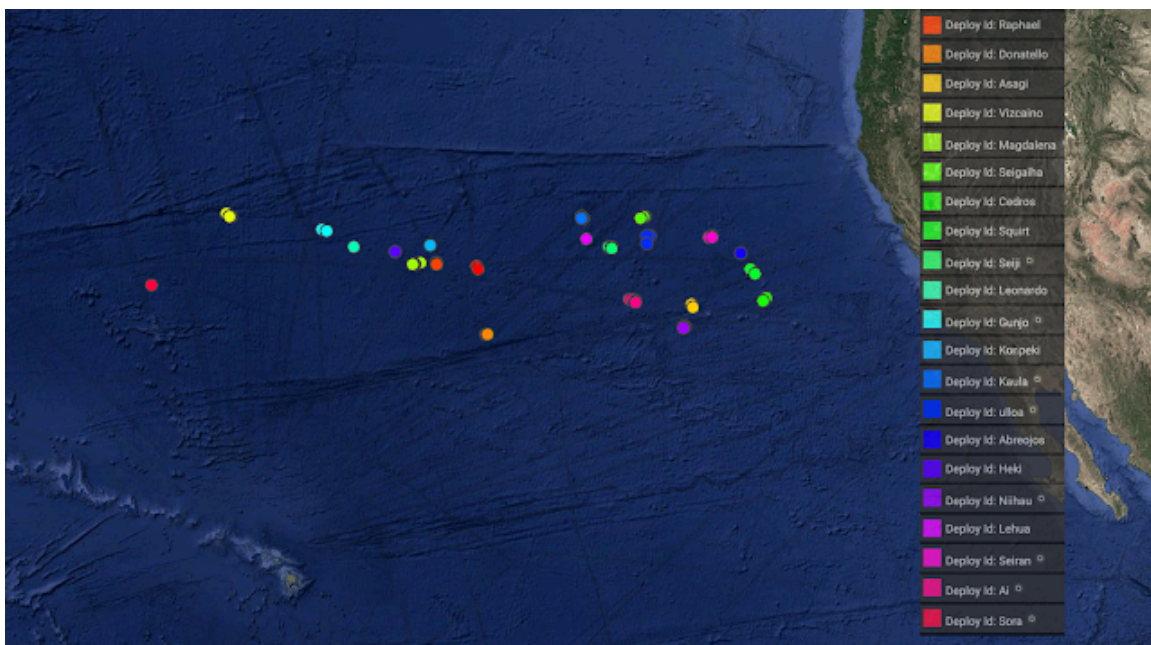 Deploy Id: Raphael
Deploy Id: Donatello
Deploy Id: Asagi
Deploy Id: Vizcaino
Deploy Id: Magdalena
Deploy Id: Seigaiha
Deploy Id: Cedros
Deploy Id: Squirt
Deploy Id: Seiji
Deploy Id: Leonardo
Deploy Id: Gunjo
Deploy Id: Konpeki
Deploy Id: Kaula
Deploy Id: ulloa
Deploy Id: Abreojos
Deploy Id: Heki
Deploy Id: Niihau
Deploy Id: Lehua
Deploy Id: Seiran
Deploy Id: Ai
Deploy Id: Sora